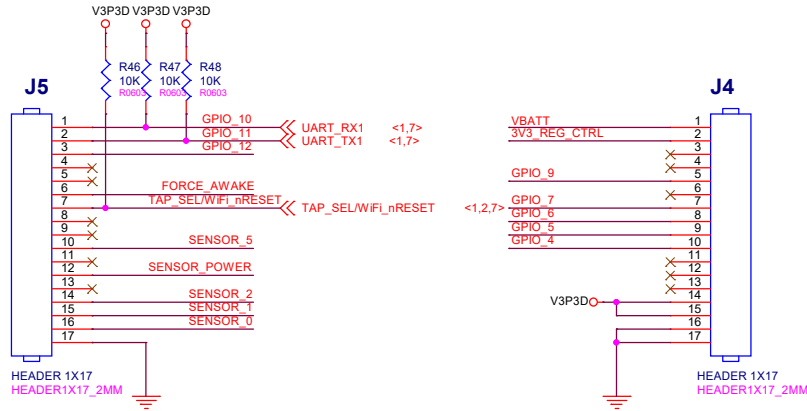 V3P3D V3P3D V3P3D
R46 R47 R48
10K 10K 10K
R0603 R0603 R0603
J5
1 GPIO_10 UART_RX1 <1,7>
2 GPIO_11 UART_TX1 <1,7>
3 GPIO_12
4
5
6 FORCE_AWAKE
7 TAP_SEL/WiFi_nRESET TAP_SEL/WiFi_nRESET <1,2,7>
8
9
10 SENSOR_5
11
12 SENSOR_POWER
13
14 SENSOR_2
15 SENSOR_1
16 SENSOR_0
17
HEADER 1X17
HEADER1X17_2MM
J4
VBATT 1
3V3_REG_CTRL 2
3
4
GPIO_9 5
6
GPIO_7 7
GPIO_6 8
GPIO_5 9
GPIO_4 10
11
12
13
V3P3D 14
15
16
17
HEADER 1X17
HEADER1X17_2MM